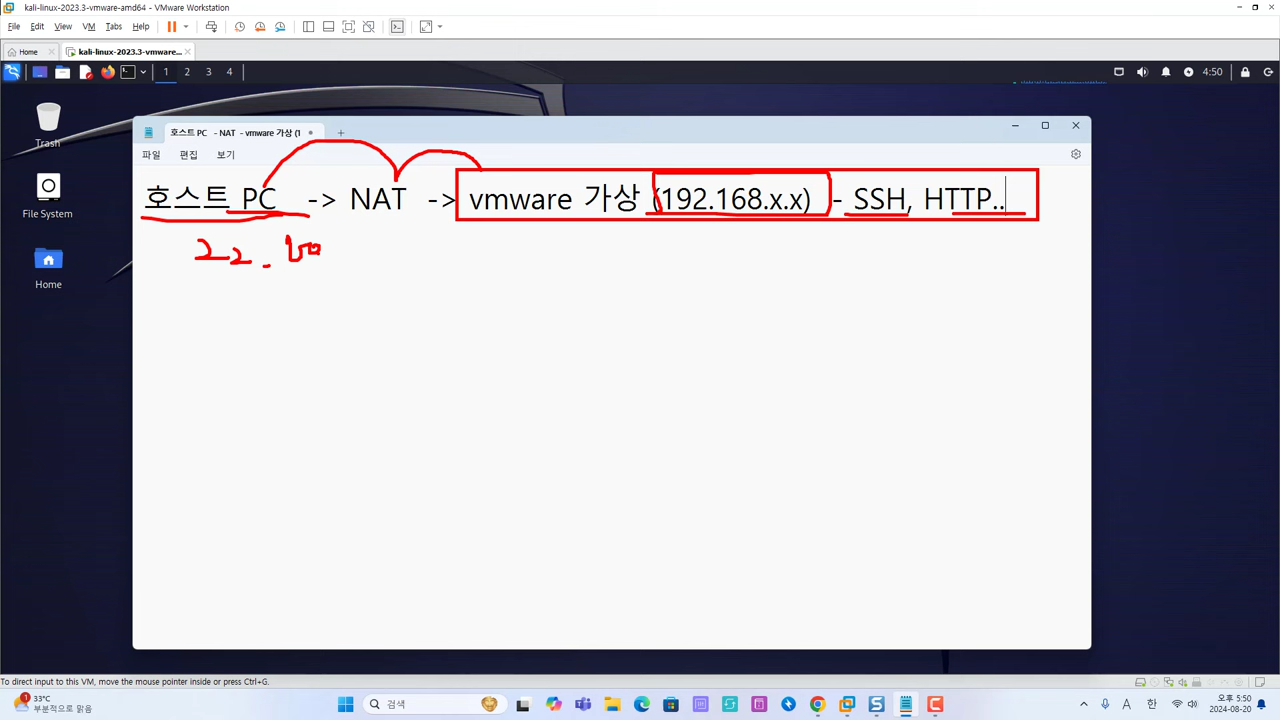 kali-linux-2023.3-vmware-amd64 - VMware Workstation
File Edit View VM Tabs Help
Home kali-linux-2023.3-vmware...
1 2 3 4 4:50
Trash
File System
Home
호스트 PC - NAT - vmware 가상 (1
파일 편집 보기
호스트 PC -> NAT -> vmware 가상 (192.168.x.x) - SSH, HTTP..
22.
To direct input to this VM, move the mouse pointer inside or press Ctrl+G.
1 33°C
부분적으로 맑음
검색
A 한
오후 5:50
2024-08-20